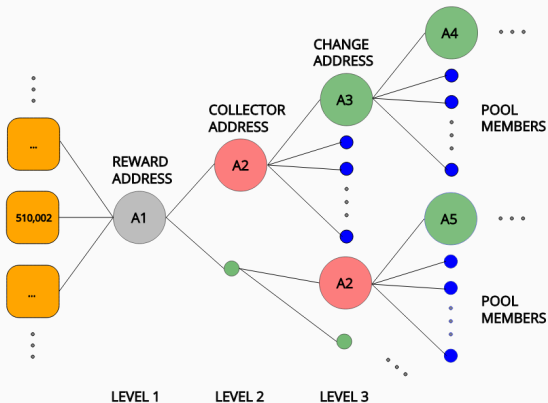 A4
CHANGE
ADDRESS
A3
COLLECTOR
ADDRESS
POOL
MEMBERS
...
REWARD
ADDRESS
A2
510,002
A1
A5
...
A2
POOL
MEMBERS
LEVEL 1
LEVEL 2
LEVEL 3